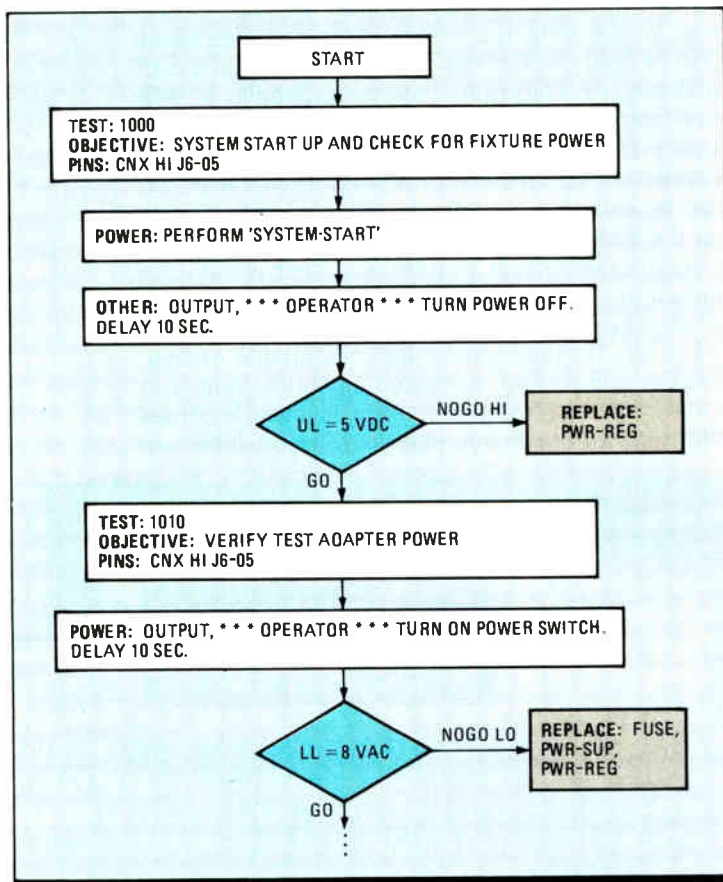 START
TEST: 1000
OBJECTIVE: SYSTEM START UP AND CHECK FOR FIXTURE POWER
PINS: CNX HI J6-05
POWER: PERFORM 'SYSTEM-START'
OTHER: OUTPUT, * * * OPERATOR * * * TURN POWER OFF.
DELAY 10 SEC.
UL = 5 VDC
NOGO HI
REPLACE:
PWR-REG
GO
TEST: 1010
OBJECTIVE: VERIFY TEST AOAPTER POWER
PINS: CNX HI J6-05
POWER: OUTPUT, * * * OPERATOR * * * TURN ON POWER SWITCH.
DELAY 10 SEC.
LL = 8 VAC
NOGO LO
REPLACE: FUSE,
PWR-SUP,
PWR-REG
GO